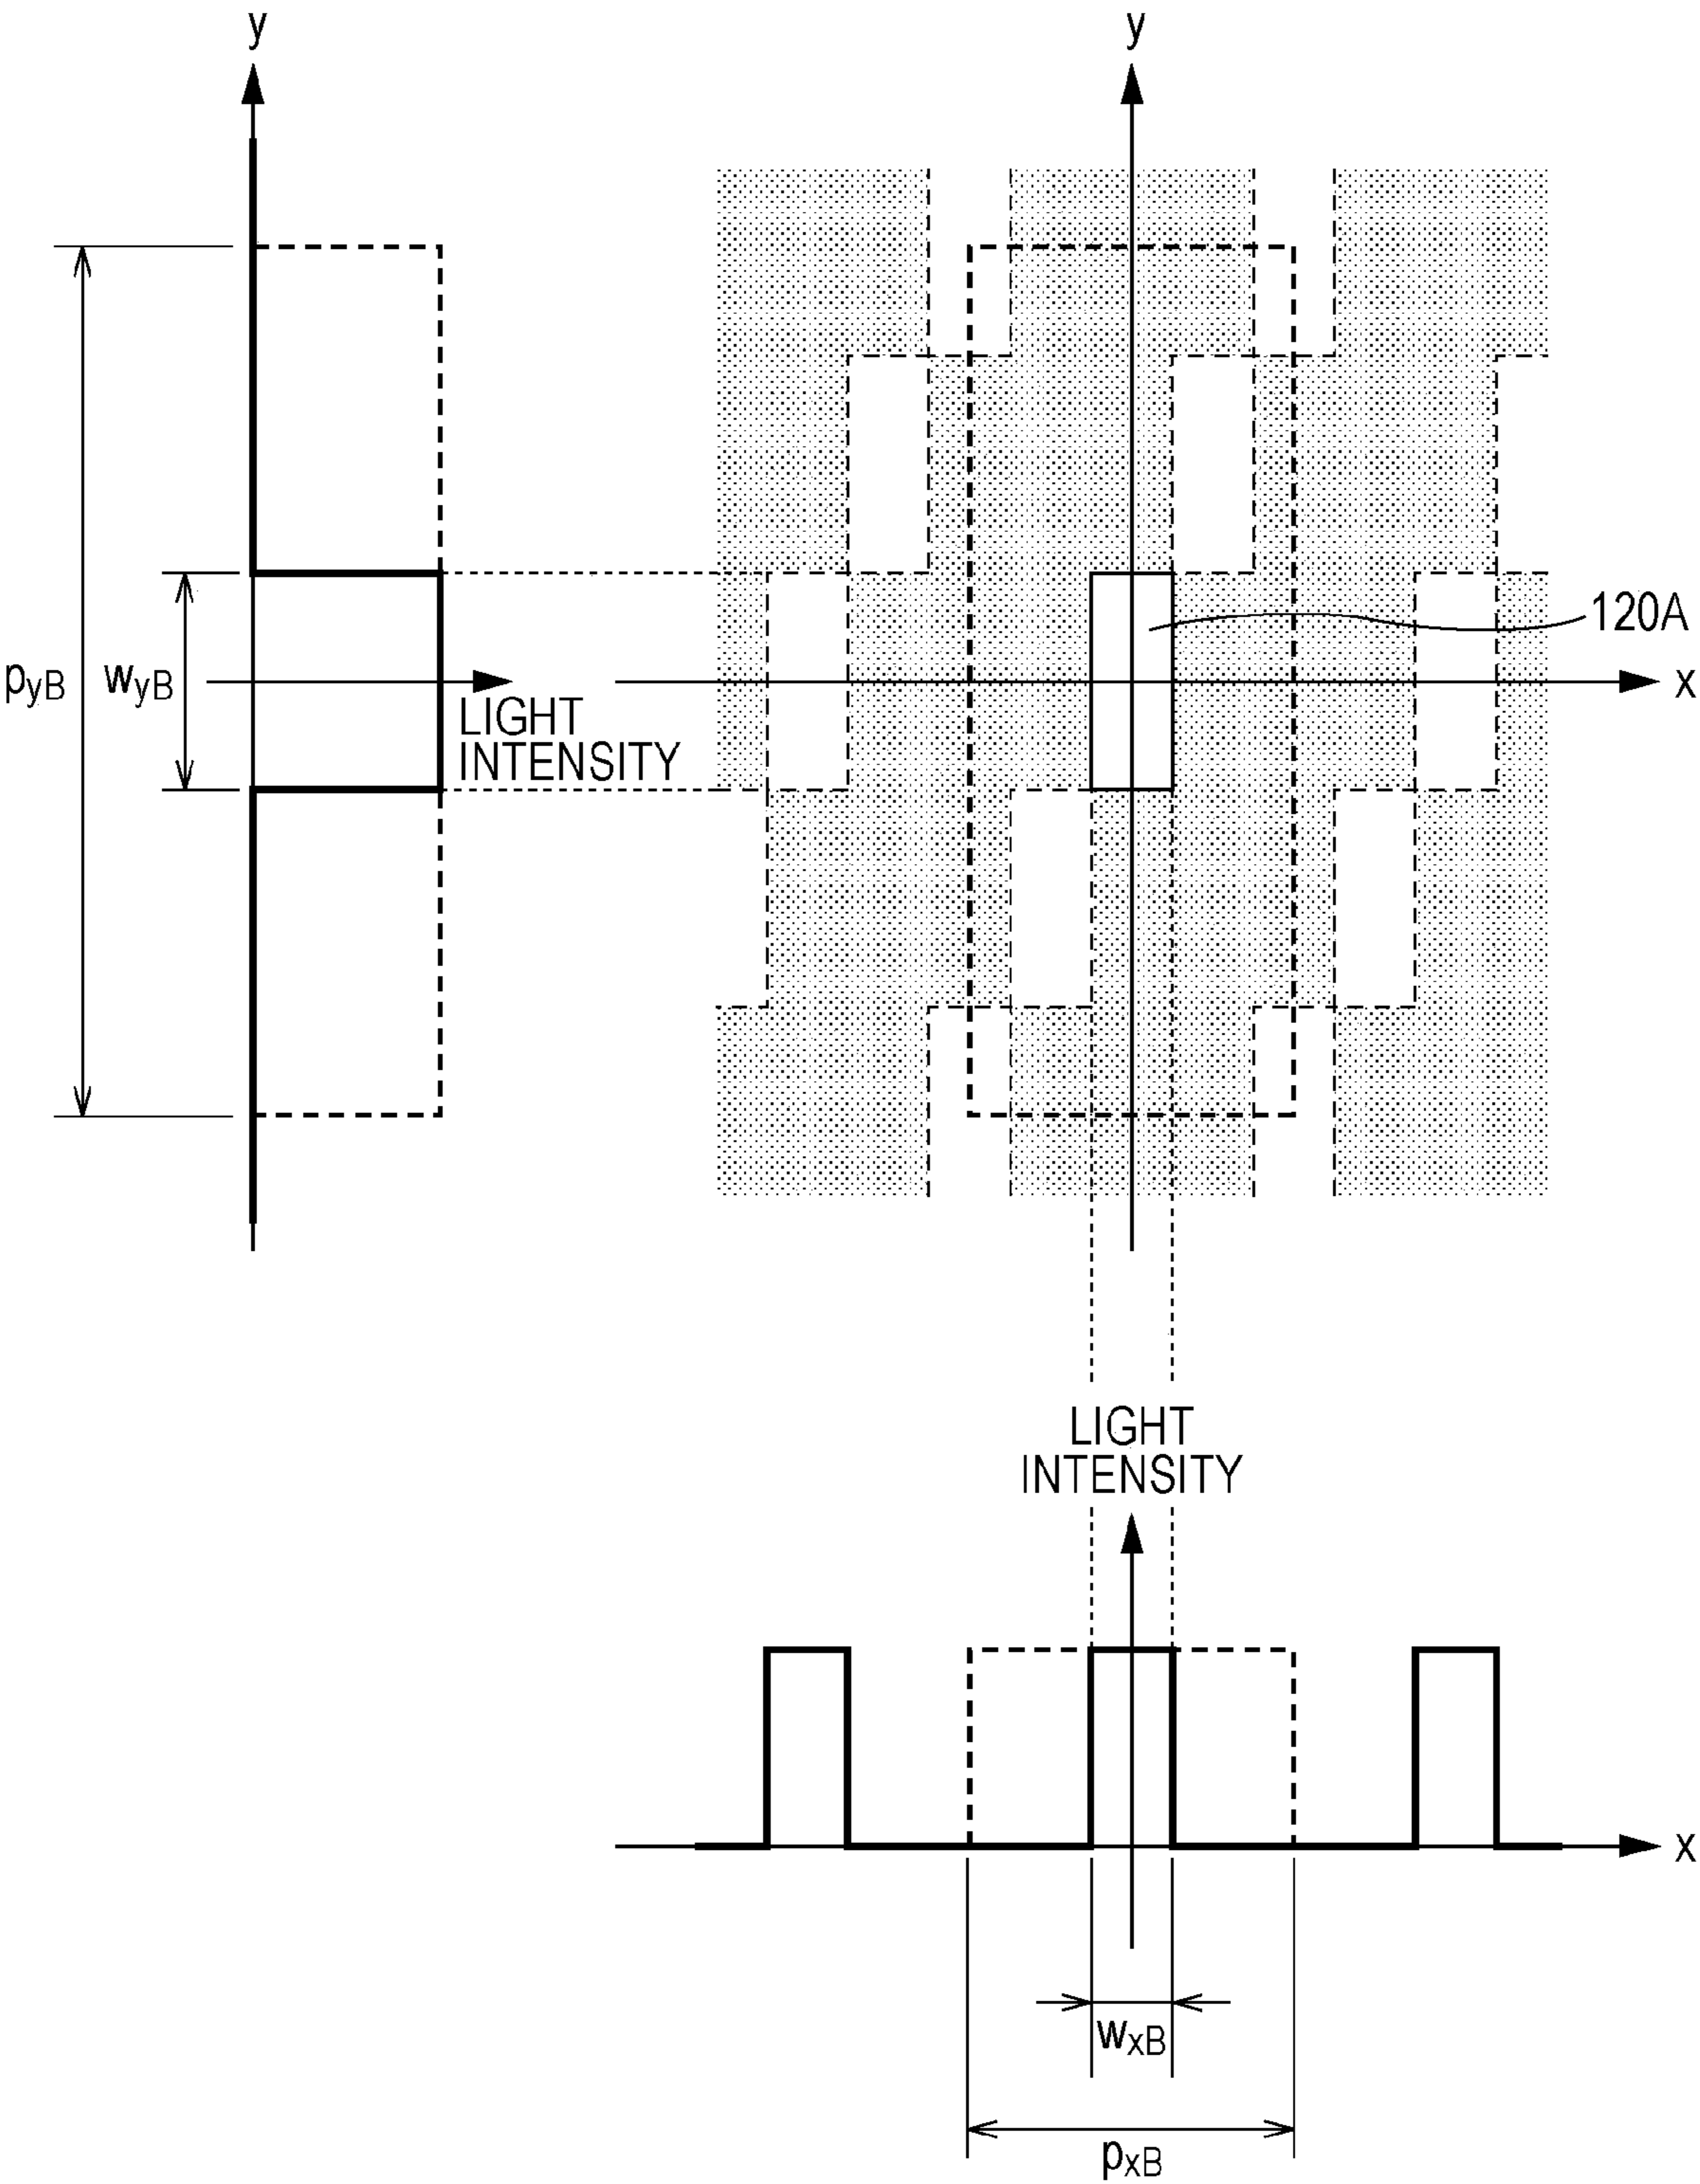 y
y
120A
pyB
wyB
x
LIGHT
INTENSITY
LIGHT
INTENSITY
x
wxB
pxB